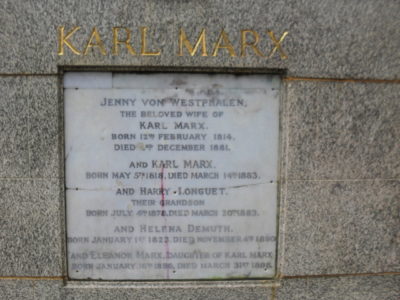 KARL MARX
JENNY VON WESTPHALEN,
THE BELOVED WIFE OF
KARL MARX.
BORN 12TH FEBRUARY 1814,
DIED 2ND DECEMBER 1881.
AND KARL MARX.
BORN MAY 5TH 1818, DIED MARCH 14TH 1883.
AND HARRY LONGUET,
THEIR GRANDSON
BORN JULY 4TH 1878, DIED MARCH 20TH 1883.
AND HELENA DEMUTH,
BORN JANUARY 1ST 1823, DIED NOVEMBER 4TH 1890
AND ELEANOR MARX, DAUGHTER OF KARL MARX
BORN JANUARY 16TH DIED MARCH 31ST